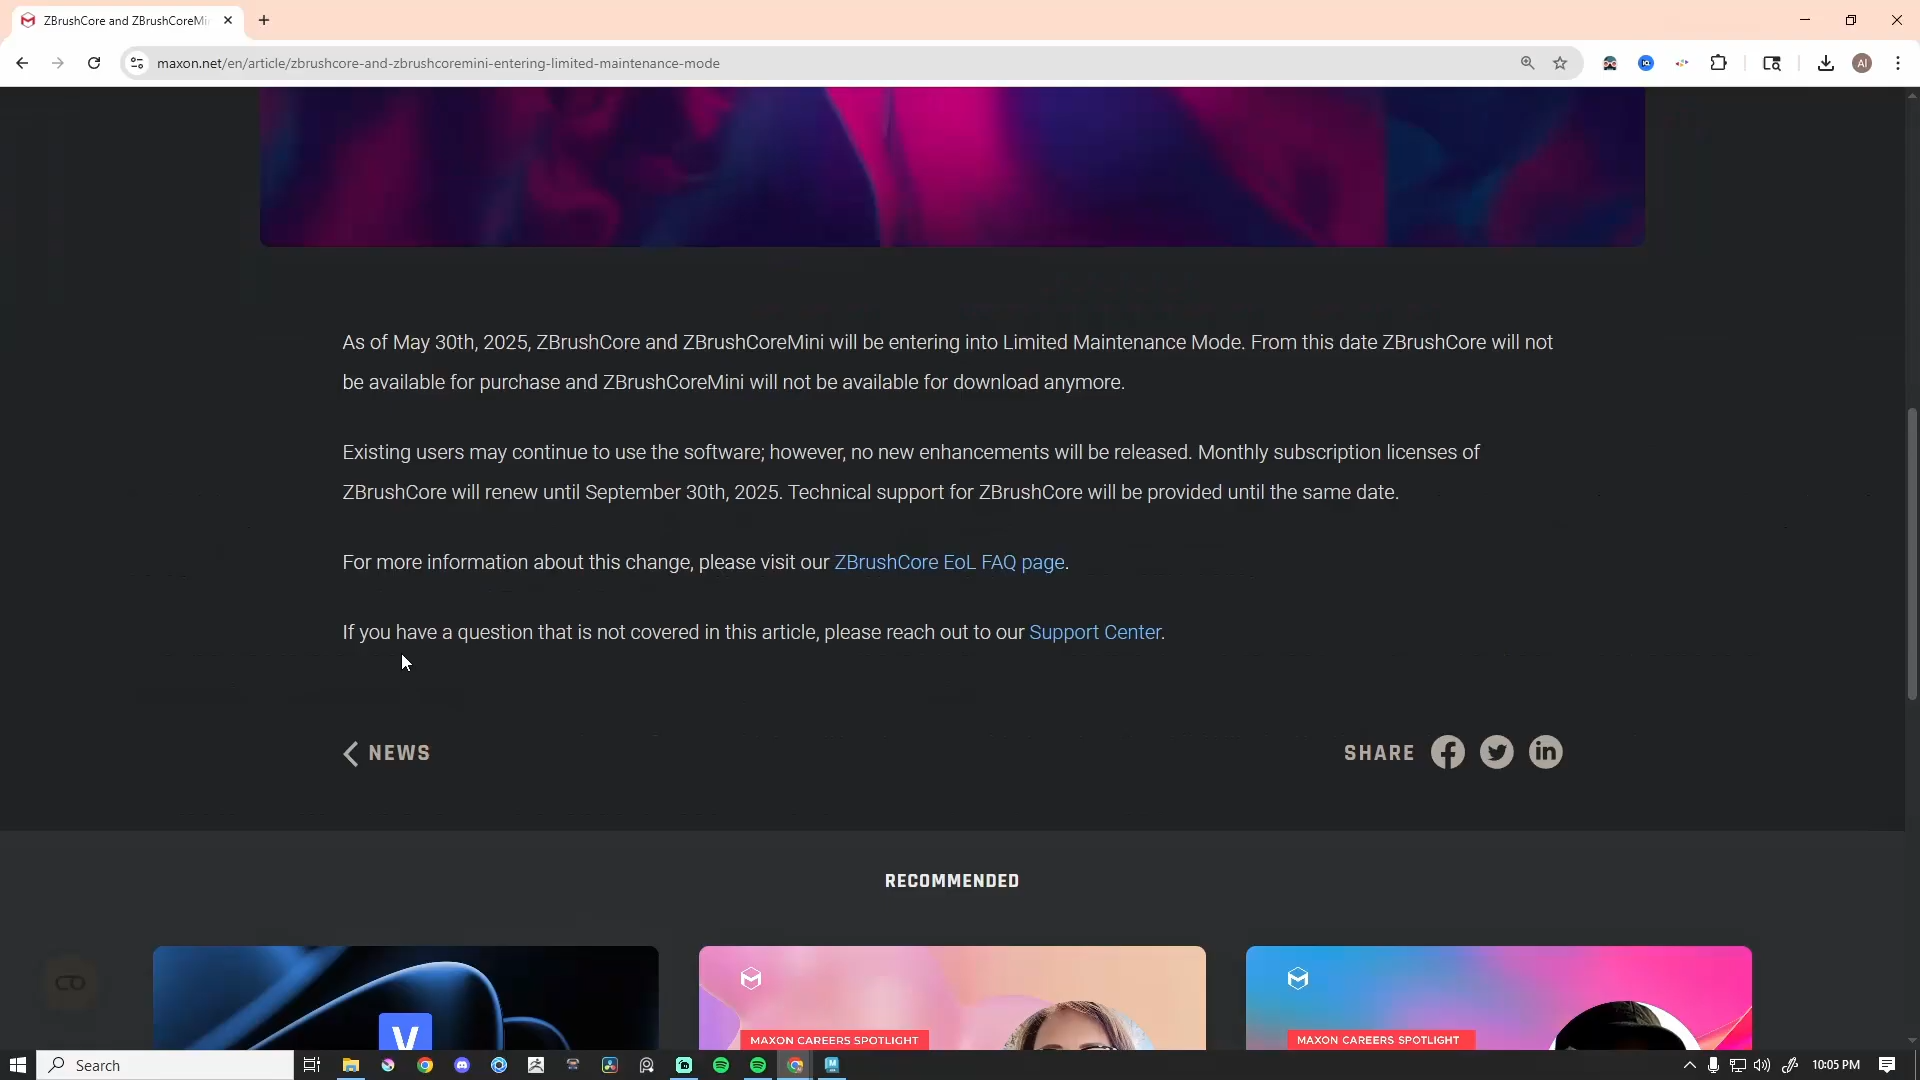 ZBrushCore and ZBrushCoreMi
maxon.net/en/article/zbrushcore-and-zbrushcoremini-entering-limited-maintenance-mode
AI
As of May 30th, 2025, ZBrushCore and ZBrushCoreMini will be entering into Limited Maintenance Mode. From this date ZBrushCore will not
be available for purchase and ZBrushCoreMini will not be available for download anymore.
Existing users may continue to use the software; however, no new enhancements will be released. Monthly subscription licenses of
ZBrushCore will renew until September 30th, 2025. Technical support for ZBrushCore will be provided until the same date.
For more information about this change, please visit our ZBrushCore EoL FAQ page.
If you have a question that is not covered in this article, please reach out to our Support Center.
NEWS
SHARE
RECOMMENDED
V
MAXON CAREERS SPOTLIGHT
MAXON CAREERS SPOTLIGHT
Search
10:05 PM